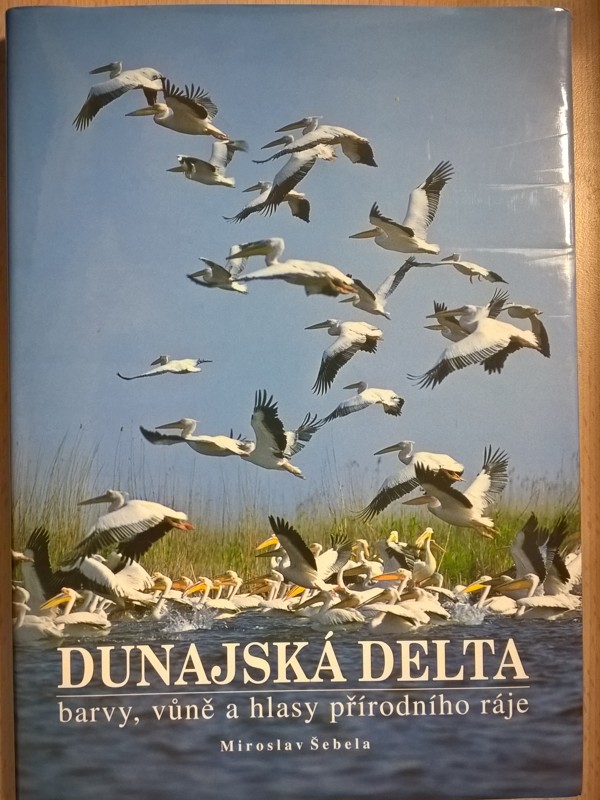 DUNAJSKÁ DELTA
barvy, vůně a hlasy přírodního ráje
Miroslav Šebela